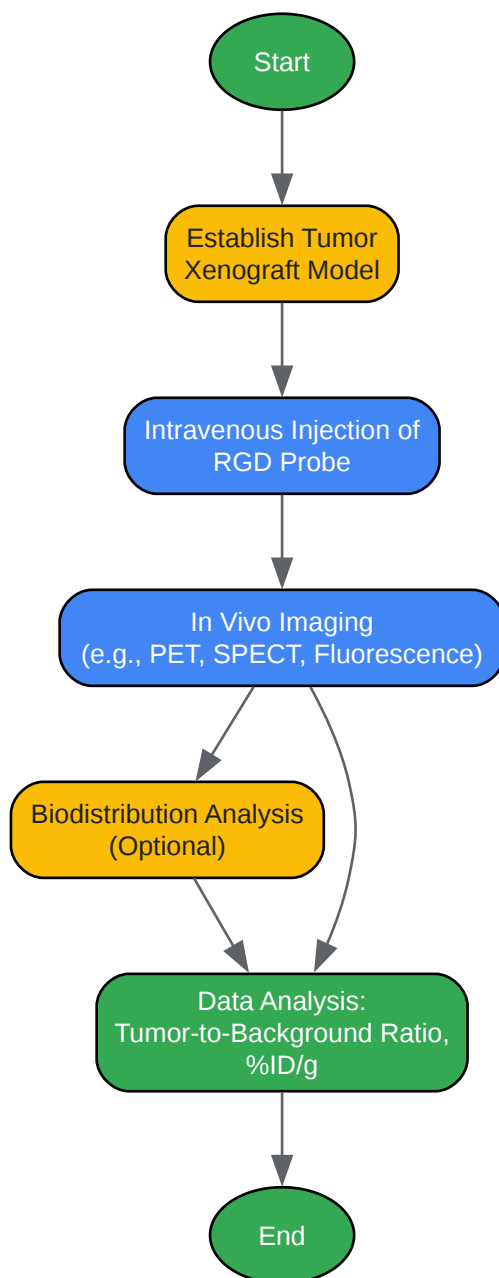 Start
Establish Tumor
Xenograft Model
Intravenous Injection of
RGD Probe
In Vivo Imaging
(e.g., PET, SPECT, Fluorescence)
Biodistribution Analysis
(Optional)
Data Analysis:
Tumor-to-Background Ratio,
%ID/g
End